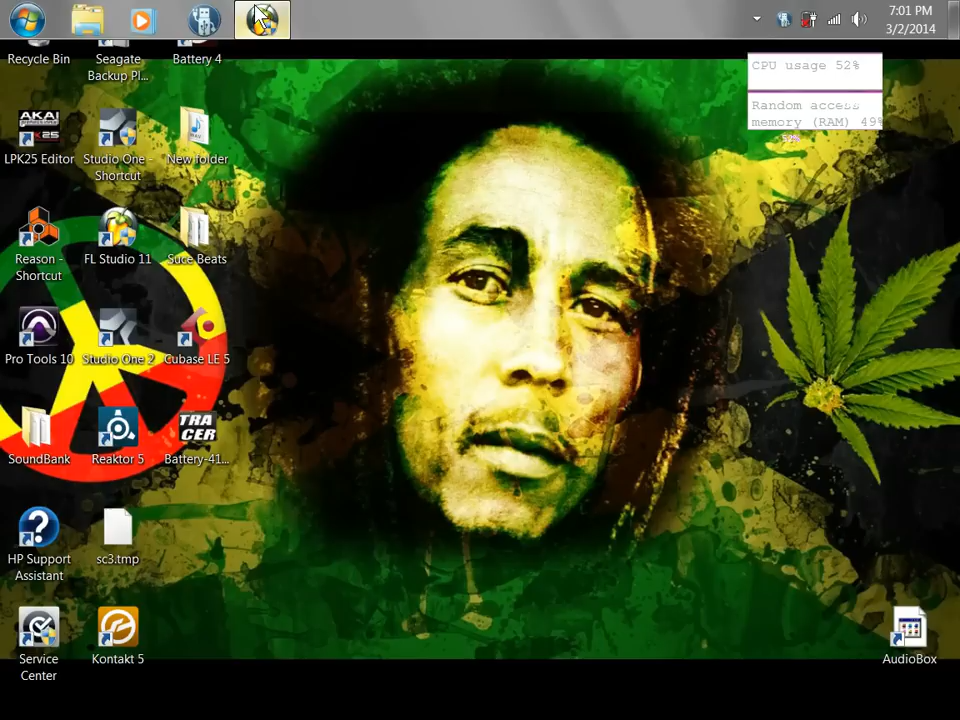 7:01 PM
3/2/2014
Recycle Bin
Seagate
Backup Pl...
Battery 4
CPU usage 52%
Random access
memory (RAM) 49%
52%
AKAI
LPK25 Editor
Studio One -
Shortcut
New folder
Reason -
Shortcut
FL Studio 11
Suce Beats
Pro Tools 10
Studio One 2
Cubase LE 5
TRA
CER
SoundBank
Reaktor 5
Battery-41...
HP Support
Assistant
sc3.tmp
Service
Center
Kontakt 5
AudioBox